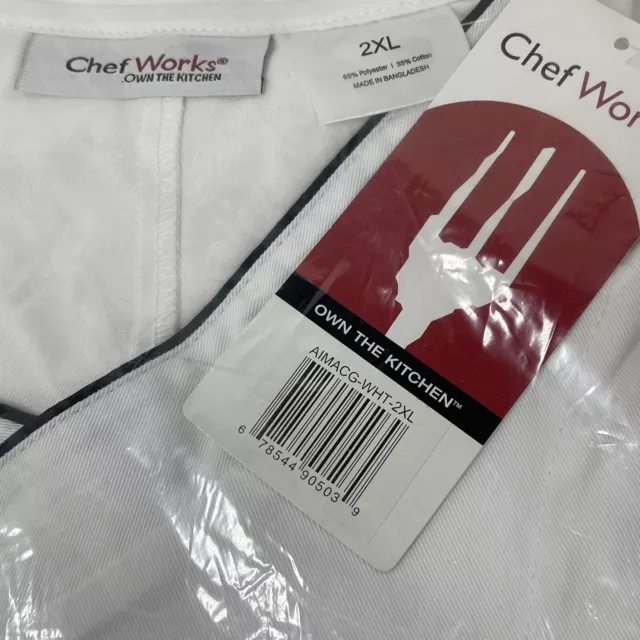 Chef Works®
OWN THE KITCHEN
2XL
65% Polyester | 35% Cotton
MADE IN BANGLADESH
Chef Work
OWN THE KITCHEN™
AIMACG-WHT-2XL
6 78544 90503 9